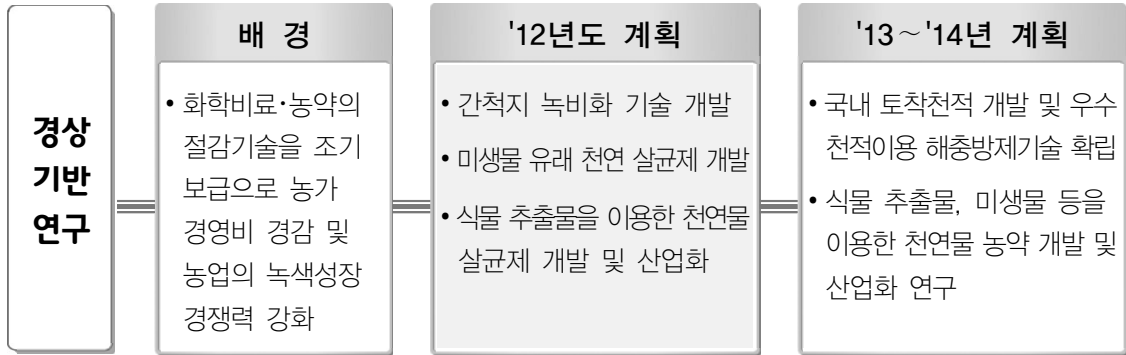 경상
기반
연구
배 경
• 화학비료·농약의
절감기술을 조기
보급으로 농가
경영비 경감 및
농업의 녹색성장
경쟁력 강화
'12년도 계획
• 간척지 녹비화 기술 개발
• 미생물 유래 천연 살균제 개발
• 식물 추출물을 이용한 천연물
살균제 개발 및 산업화
'13～'14년 계획
• 국내 토착천적 개발 및 우수
천적이용 해충방제기술 확립
• 식물 추출물, 미생물 등을
이용한 천연물 농약 개발 및
산업화 연구